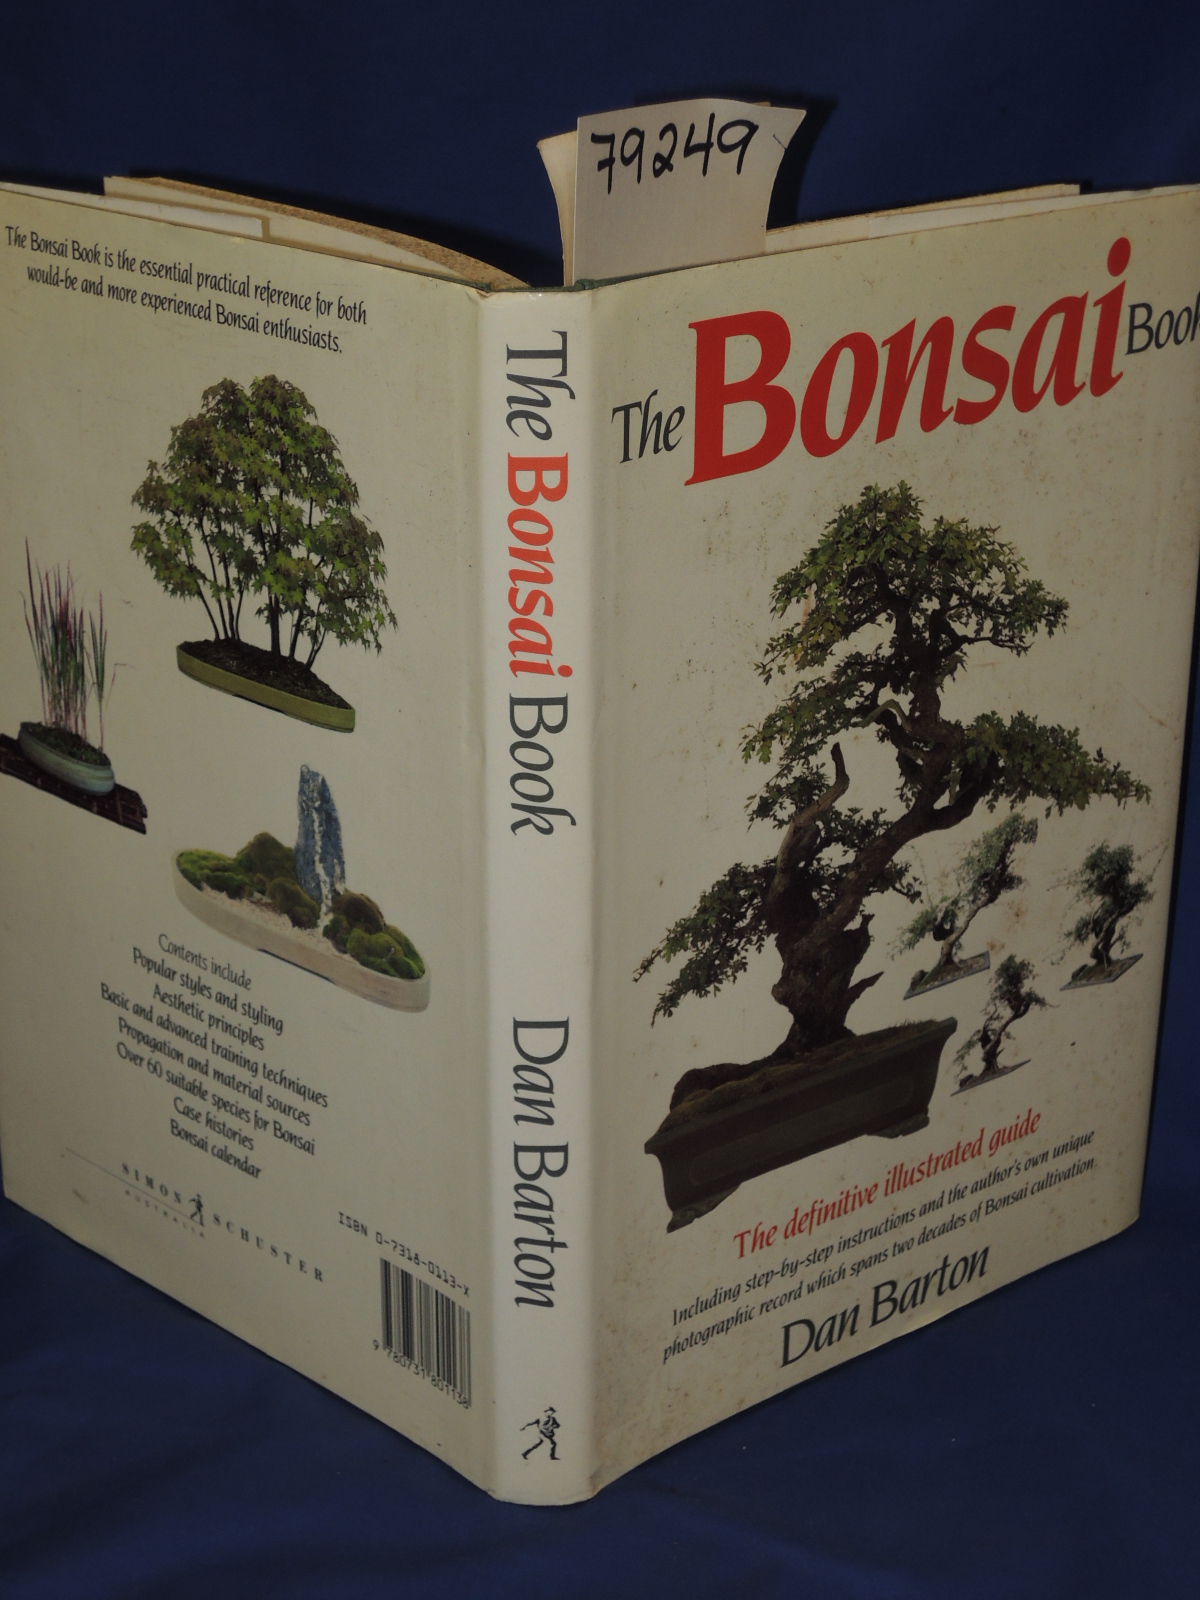 79249
The Bonsai Book is the essential practical reference for both
would-be and more experienced Bonsai enthusiasts.
Contents include
Popular styles and styling
Aesthetic principles
Basic and advanced training techniques
Propagation and material sources
Over 60 suitable species for Bonsai
Case histories
Bonsai calendar
SIMON SCHUSTER
AUSTRALIA
ISBN 0-7318-0113-X
9 780731 801138
The Bonsai Book Dan Barton
The Bonsai Book
The definitive illustrated guide
Including step-by-step instructions and the author's own unique
photographic record which spans two decades of Bonsai cultivation.
Dan Barton